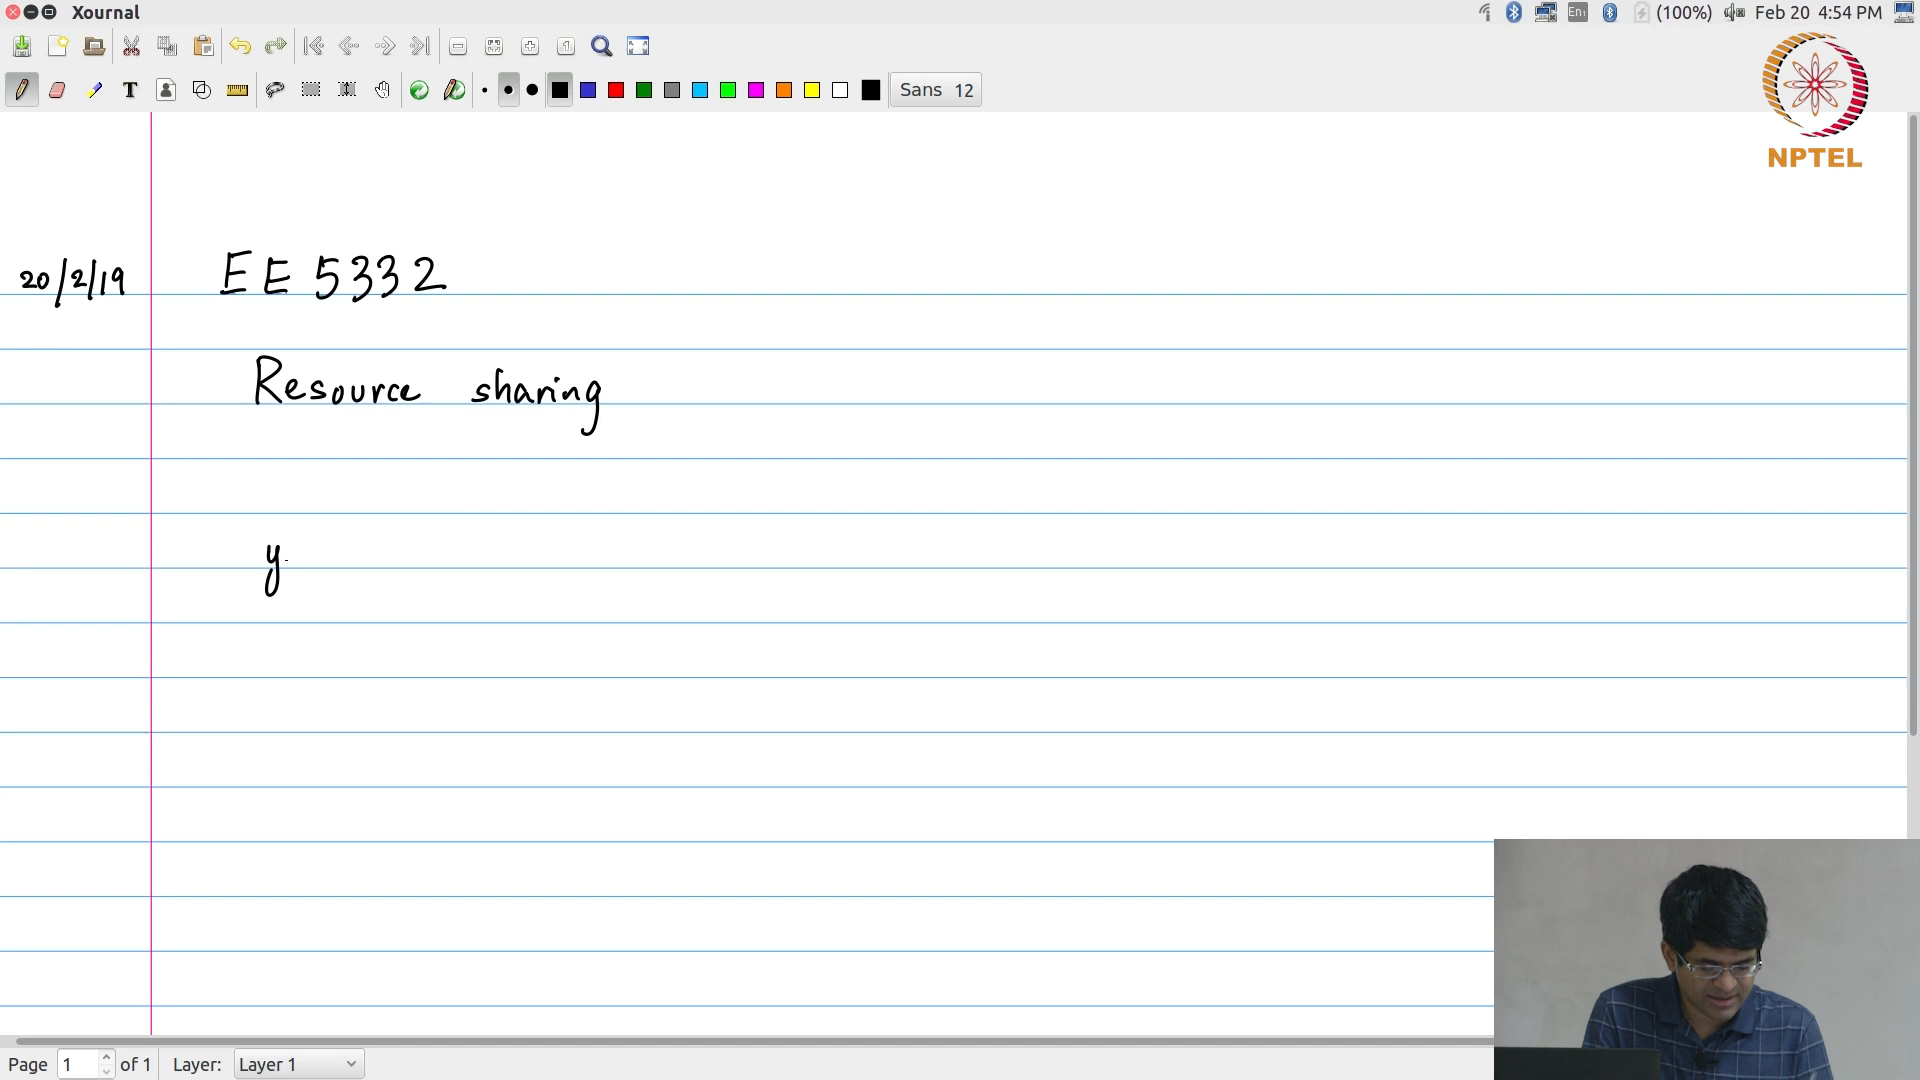 Xournal
(100%) Feb 20 4:54 PM
En1
T Sans 12
NPTEL
20/2/19 EE 5332
Resource sharing
y
Page 1 of 1 Layer: Layer 1